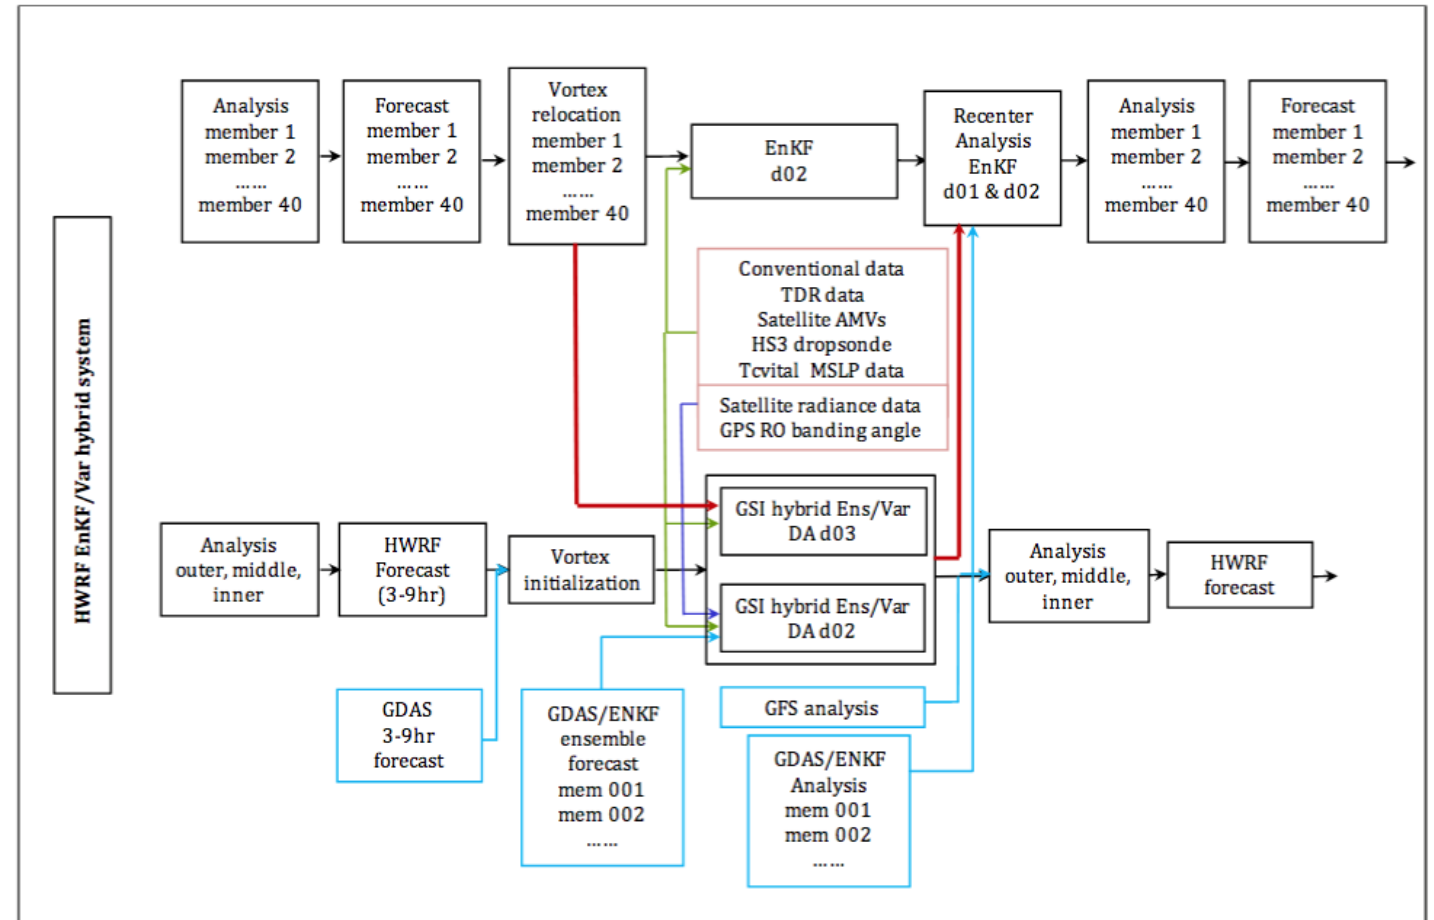 HWRF EnKF/Var hybrid system
Analysis
member 1
member 2
......
member 40
Forecast
member 1
member 2
......
member 40
Vortex
relocation
member 1
member 2
......
member 40
EnKF
d02
Recenter
Analysis
EnKF
d01 & d02
Analysis
member 1
member 2
......
member 40
Forecast
member 1
member 2
......
member 40
Conventional data
TDR data
Satellite AMVs
HS3 dropsonde
Tcvital MSLP data
Satellite radiance data
GPS RO banding angle
Analysis
outer, middle,
inner
HWRF
Forecast
(3-9hr)
Vortex
initialization
GSI hybrid Ens/Var
DA d03
GSI hybrid Ens/Var
DA d02
Analysis
outer, middle,
inner
HWRF
forecast
GDAS
3-9hr
forecast
GDAS/ENKF
ensemble
forecast
mem 001
mem 002
......
GFS analysis
GDAS/ENKF
Analysis
mem 001
mem 002
......